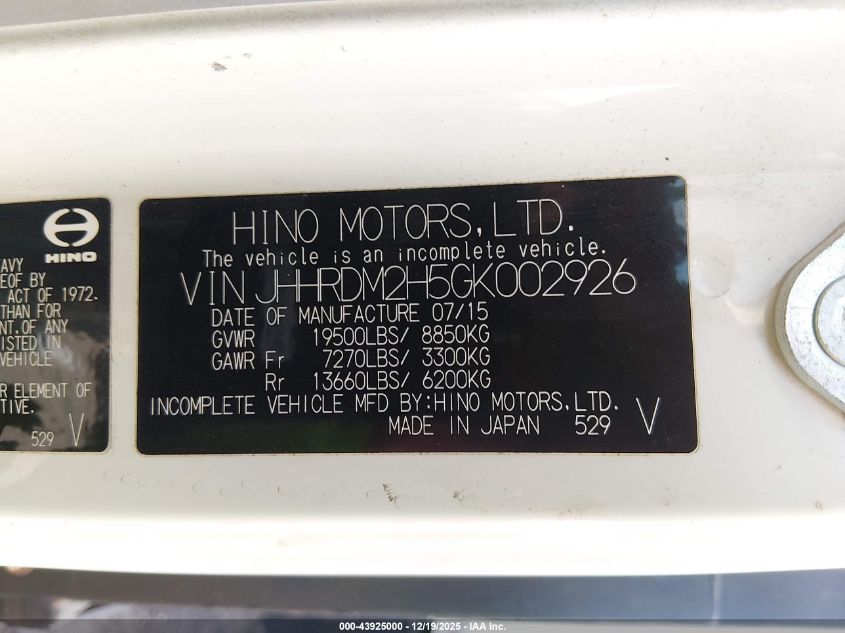 HINO
AVY
EOF BY
ACT OF 1972.
THAN FOR
NT.OF ANY
ISTED IN
VEHICLE
R ELEMENT OF
TIVE.
529 V
HINO MOTORS,LTD.
The vehicle is an incomplete vehicle.
VIN JHHRDM2H5GK002926
DATE OF MANUFACTURE 07/15
GVWR 19500LBS/ 8850KG
GAWR Fr 7270LBS/ 3300KG
Rr 13660LBS/ 6200KG
INCOMPLETE VEHICLE MFD BY:HINO MOTORS,LTD.
MADE IN JAPAN 529 V
000-43925000 - 12/19/2025 - IAA Inc.